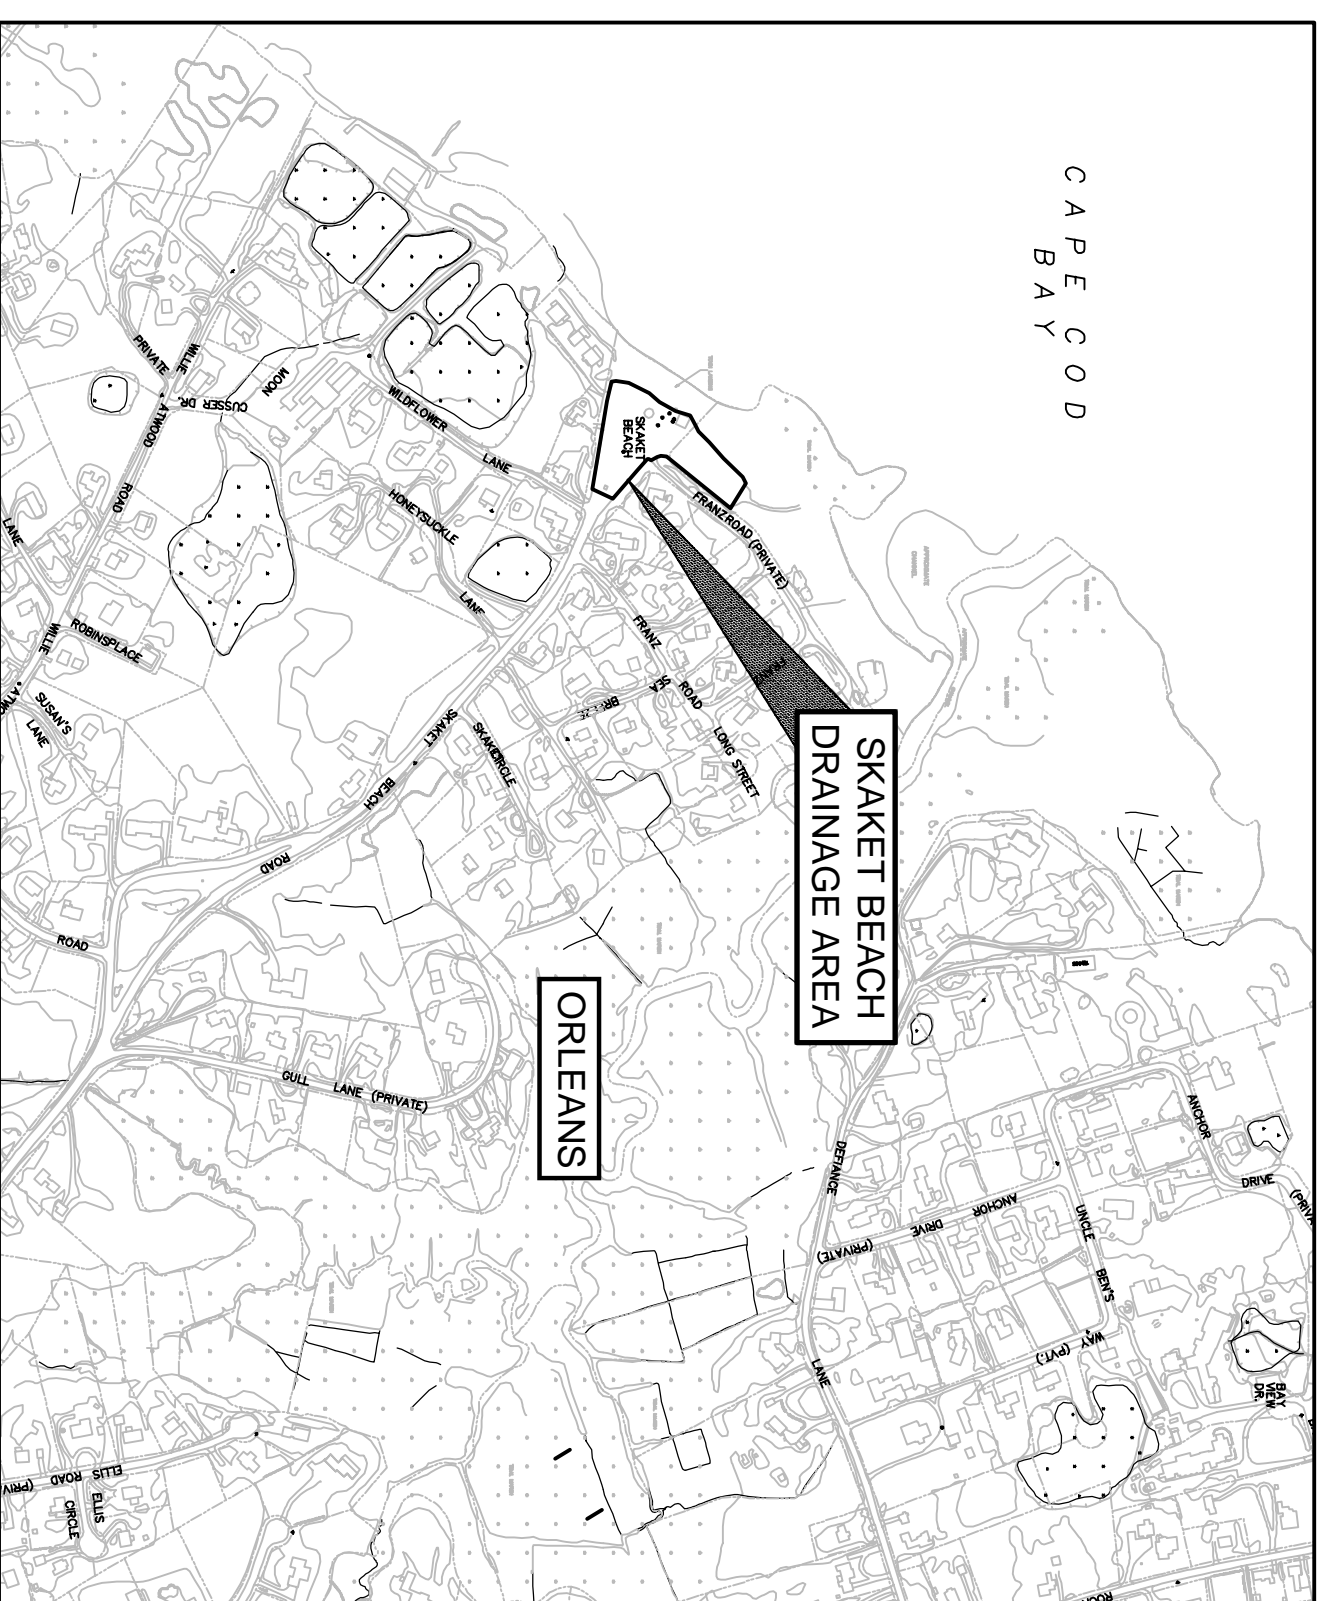 CAPE COD
BAY
SKAKET
BEACH
SKAKET BEACH
DRAINAGE AREA
ORLEANS
FRANZ ROAD (PRIVATE)
WILDFLOWER
LANE
HONEYSUCKLE
LANE
MOON
CUSSER DR.
PRIVATE
WILLIE
ATWOOD
ROAD
LANE
ROBINSPLACE
WILLIE
SUSAN'S
LANE
FRANZ
ROAD
SEA
LONG STREET
SKAKET
CIRCLE
SKAKET
BEACH
ROAD
ROAD
GULL
LANE (PRIVATE)
DEFIANCE
LANE
ANCHOR
DRIVE
ANCHOR
DRIVE
(PRIVATE)
UNCLE
BEN'S
WAY (PVT.)
BAY
VIEW
DR.
ELLIS ROAD
ELLIS
CIRCLE
APPROXIMATE
CHANNEL